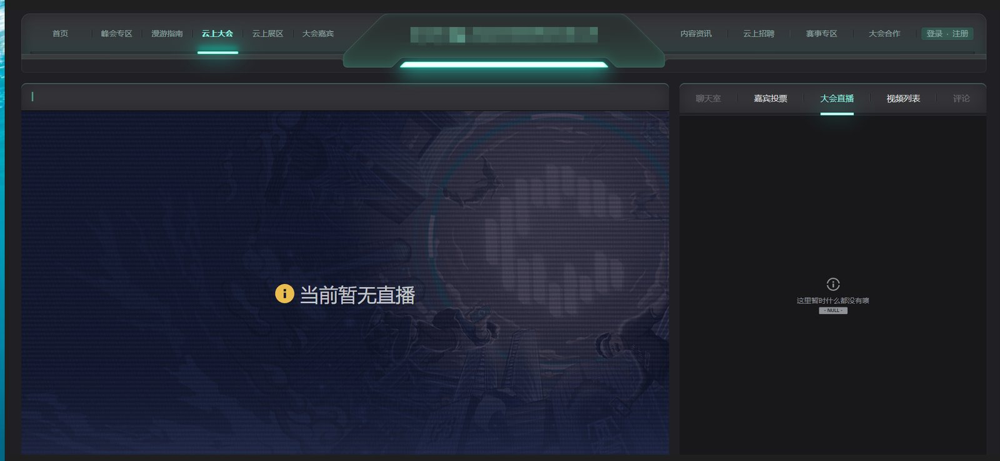 首页 峰会专区 漫游指南 云上大会 云上展区 大会嘉宾 内容资讯 云上招聘 赛事专区 大会合作 登录 · 注册
聊天室 嘉宾投票 大会直播 视频列表 评论
当前暂无直播
这里暂时什么都没有噢
- NULL -